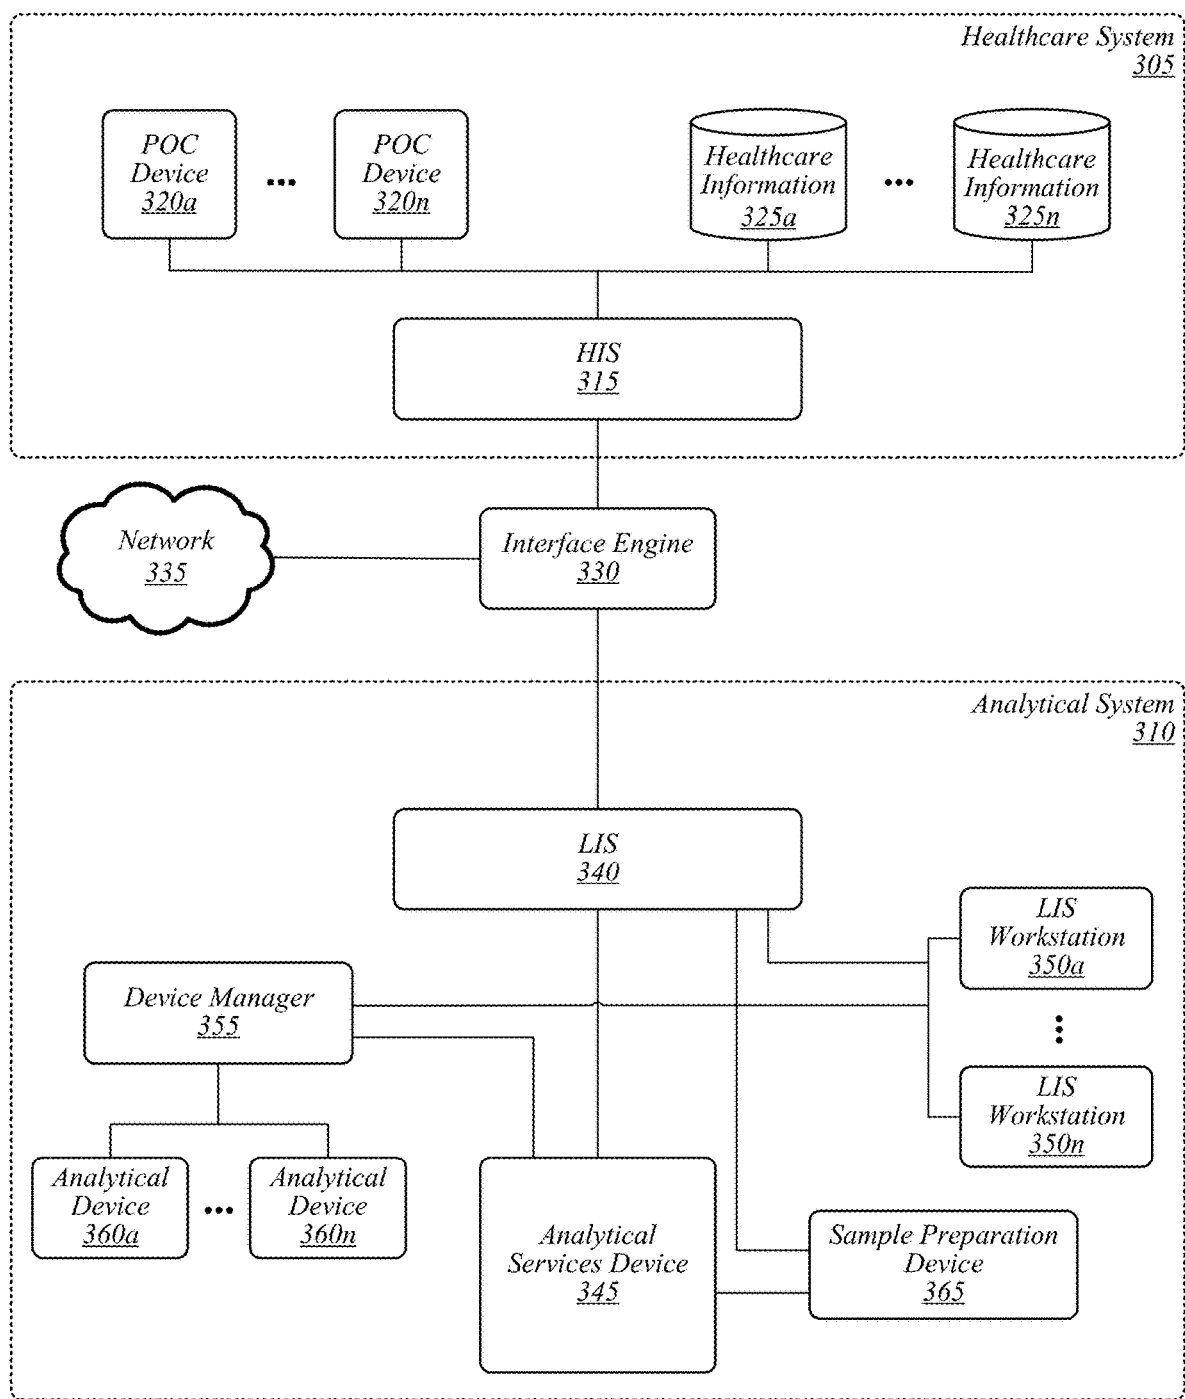 Healthcare System
305
POC
Device
320a
...
POC
Device
320n
Healthcare
Information
325a
...
Healthcare
Information
325n
HIS
315
Network
335
Interface Engine
330
Analytical System
310
LIS
340
LIS
Workstation
350a
Device Manager
355
LIS
Workstation
350n
Analytical
Device
360a
...
Analytical
Device
360n
Analytical
Services Device
345
Sample Preparation
Device
365